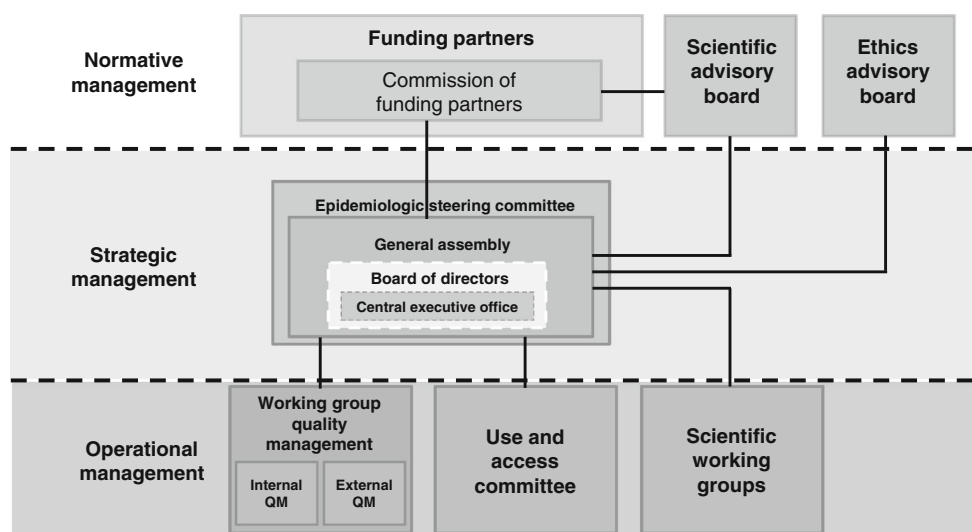 Normative
management
Funding partners
Commission of
funding partners
Scientific
advisory
board
Ethics
advisory
board
Strategic
management
Epidemiologic steering committee
General assembly
Board of directors
Central executive office
Operational
management
Working group
quality
management
Internal
QM
External
QM
Use and
access
committee
Scientific
working
groups